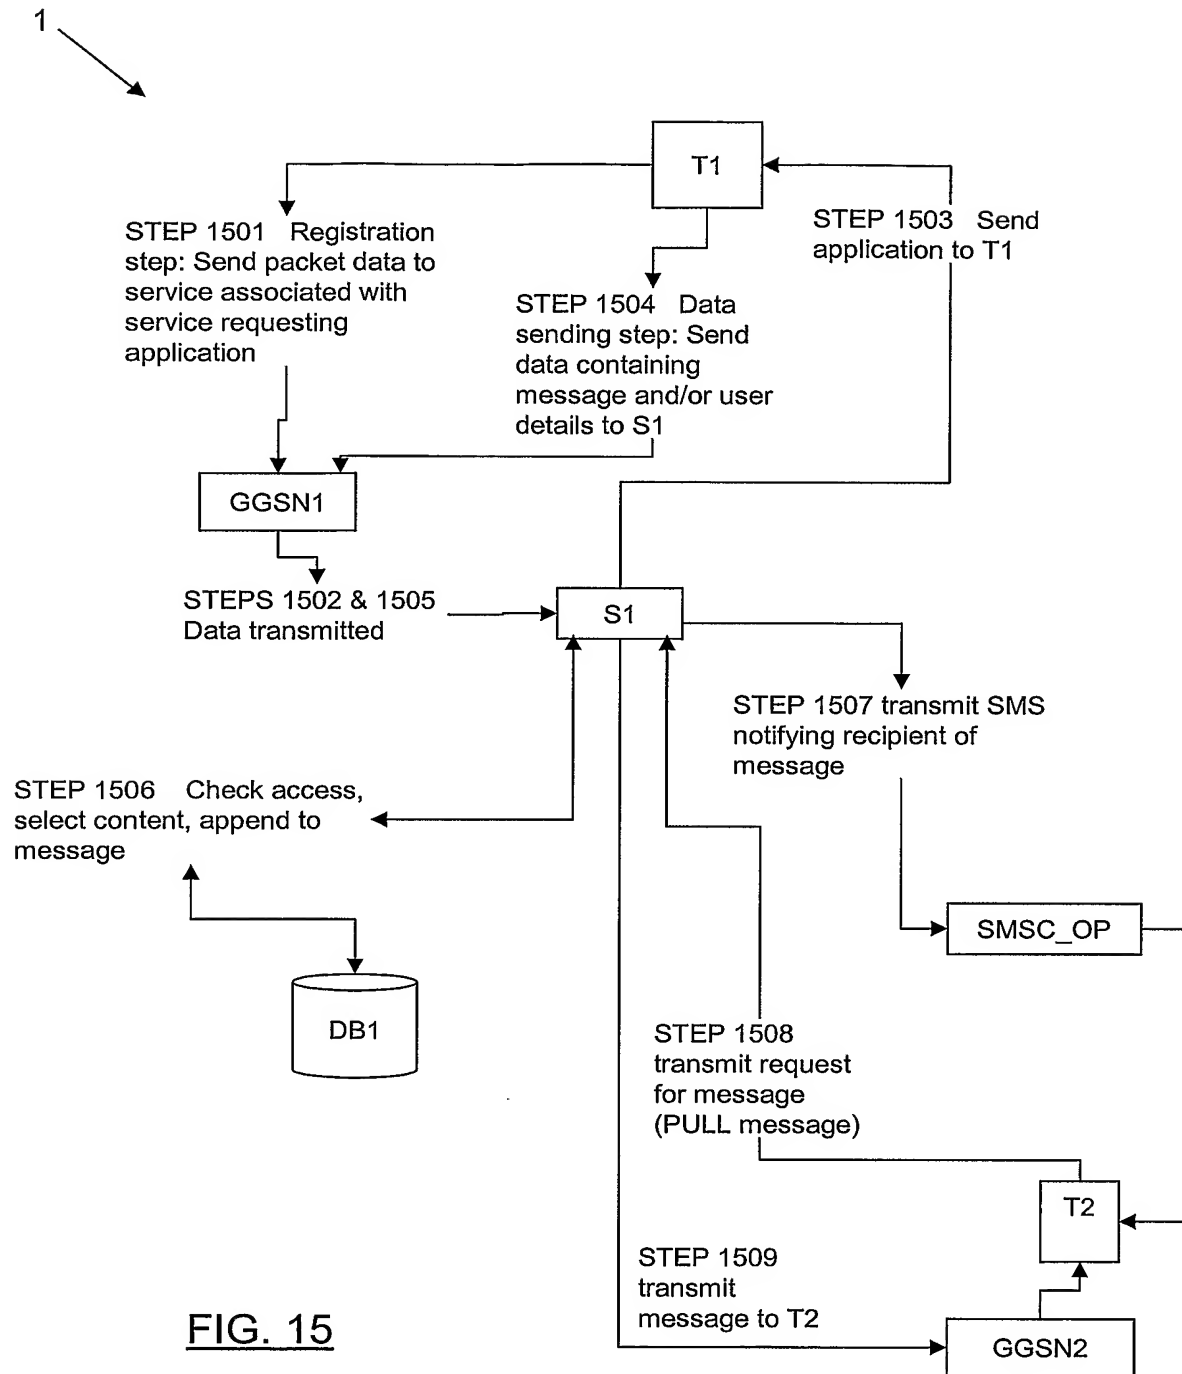 1
T1
STEP 1501 Registration
step: Send packet data to
service associated with
service requesting
application
STEP 1503 Send
application to T1
STEP 1504 Data
sending step: Send
data containing
message and/or user
details to S1
GGSN1
STEPS 1502 & 1505
Data transmitted
S1
STEP 1507 transmit SMS
notifying recipient of
message
STEP 1506 Check access,
select content, append to
message
SMSC_OP
DB1
STEP 1508
transmit request
for message
(PULL message)
T2
STEP 1509
transmit
message to T2
GGSN2
FIG. 15